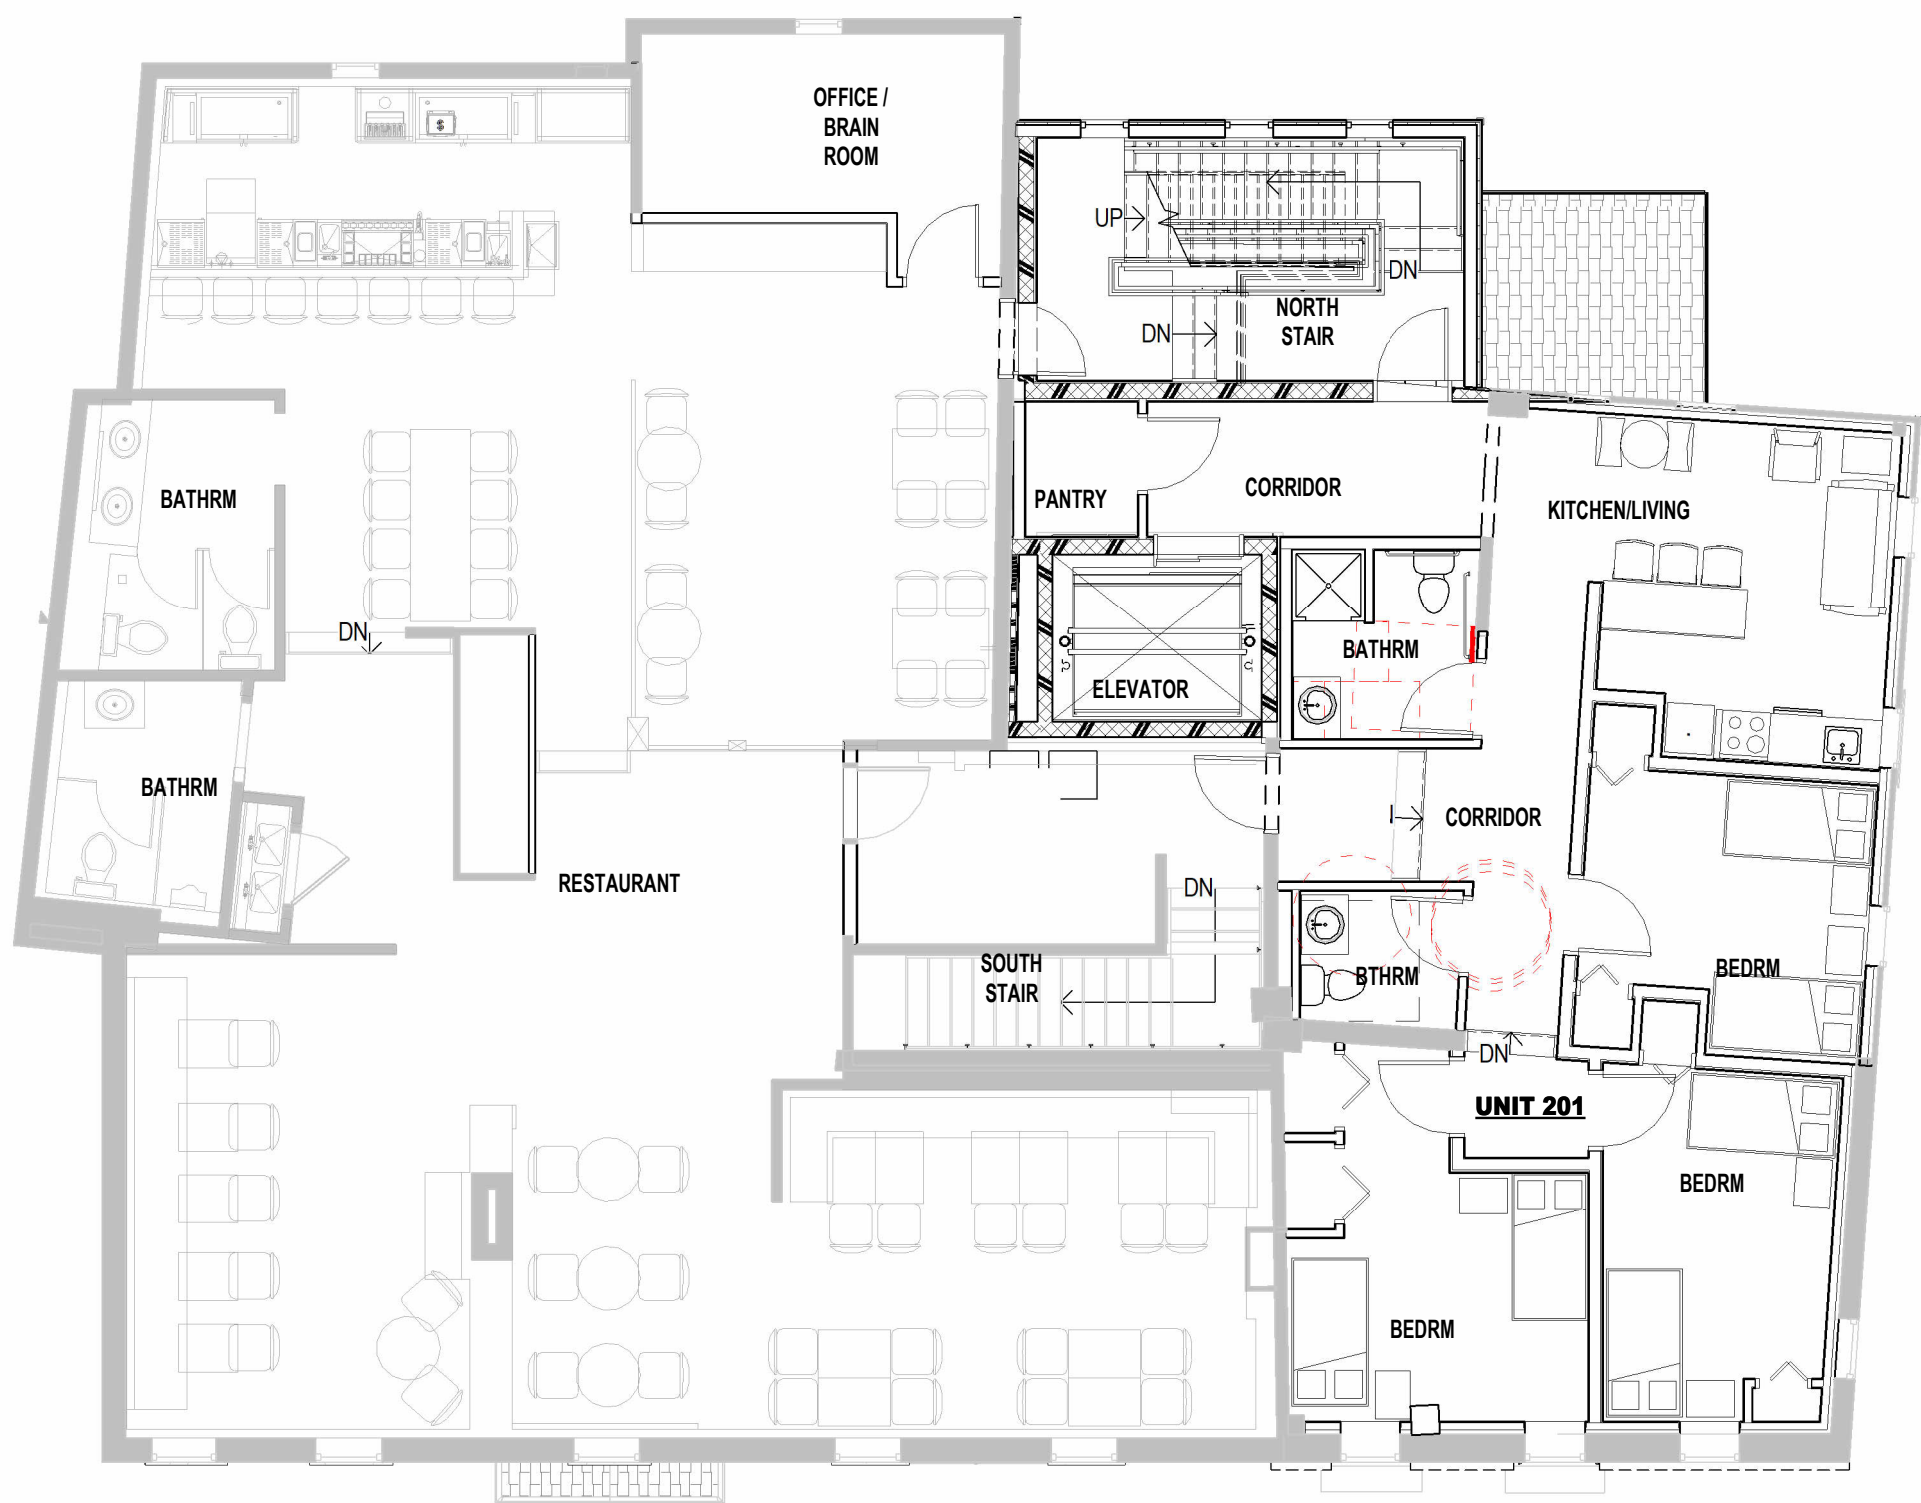 OFFICE /
BRAIN
ROOM
UP
DN
NORTH
STAIR
DN
BATHRM
PANTRY
CORRIDOR
KITCHEN/LIVING
DN
BATHRM
ELEVATOR
BATHRM
CORRIDOR
RESTAURANT
DN
SOUTH
STAIR
BTHRM
BEDRM
DN
UNIT 201
BEDRM
BEDRM